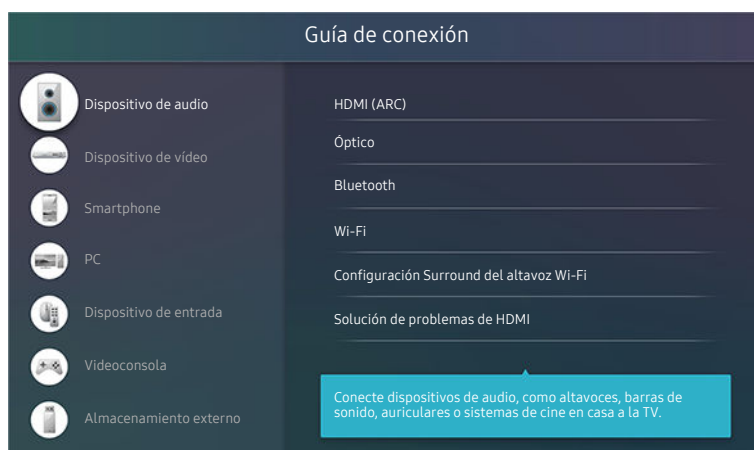 Guía de conexión
Dispositivo de audio
Dispositivo de vídeo
Smartphone
PC
Dispositivo de entrada
Videoconsola
Almacenamiento externo
HDMI (ARC)
Óptico
Bluetooth
Wi-Fi
Configuración Surround del altavoz Wi-Fi
Solución de problemas de HDMI
Conecte dispositivos de audio, como altavoces, barras de
sonido, auriculares o sistemas de cine en casa a la TV.